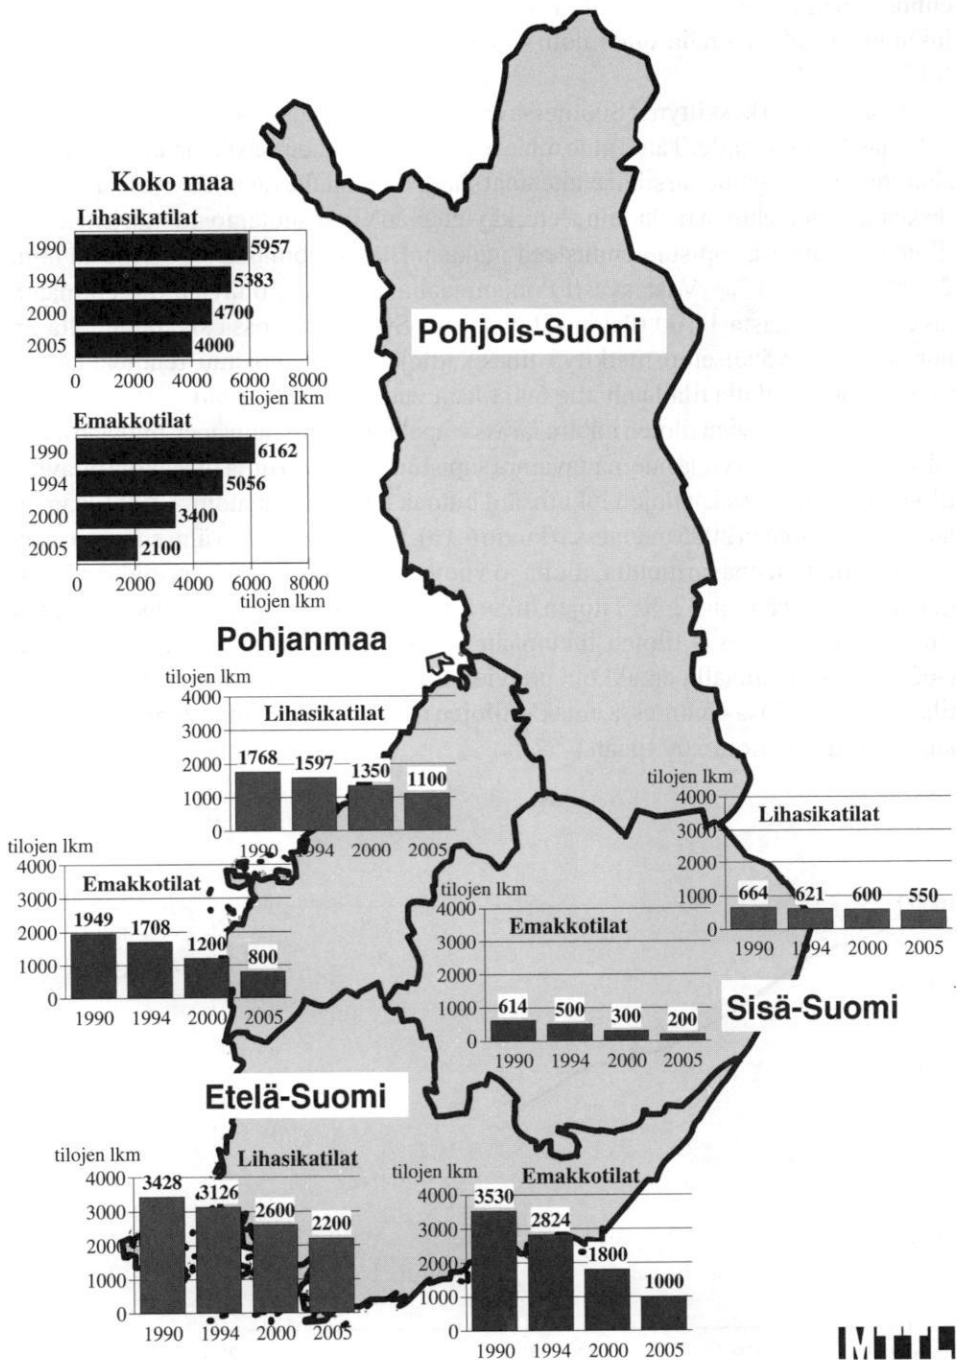 Koko maa
Lihasikatilat
1990 5957
1994 5383
2000 4700
2005 4000
0 2000 4000 6000 8000
tilojen lkm
Emakkotilat
1990 6162
1994 5056
2000 3400
2005 2100
0 2000 4000 6000 8000
tilojen lkm
Pohjois-Suomi
Pohjanmaa
tilojen lkm
Lihasikatilat
4000
3000
2000
1000
0
1768 1597 1350 1100
1990 1994 2000 2005
tilojen lkm
Emakkotilat
4000
3000
2000
1000
0
1949 1708 1200 800
1990 1994 2000 2005
tilojen lkm
Lihasikatilat
4000
3000
2000
1000
0
664 621 600 550
1990 1994 2000 2005
tilojen lkm
Emakkotilat
4000
3000
2000
1000
0
614 500 300 200
1990 1994 2000 2005
Sisä-Suomi
Etelä-Suomi
tilojen lkm
Lihasikatilat
4000
3000
2000
1000
0
3428 3126 2600 2200
1990 1994 2000 2005
tilojen lkm
Emakkotilat
4000
3000
2000
1000
0
3530 2824 1800 1000
1990 1994 2000 2005
MTTL